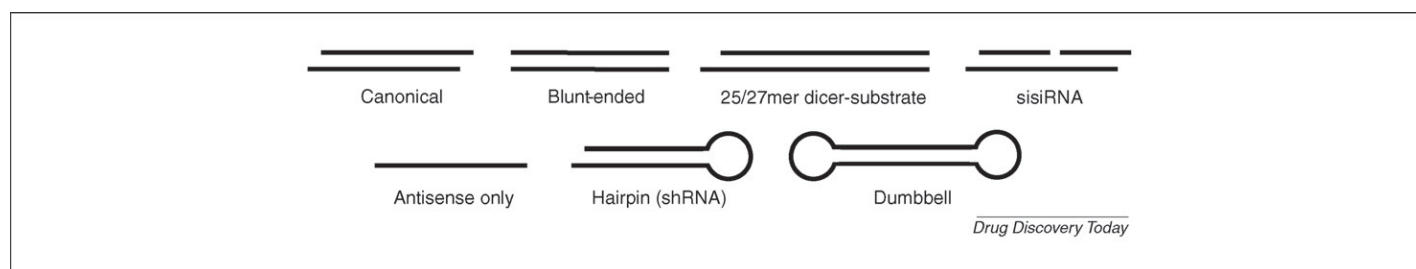 Canonical
Blunt-ended
25/27mer dicer-substrate
sisiRNA
Antisense only
Hairpin (shRNA)
Dumbbell
Drug Discovery Today